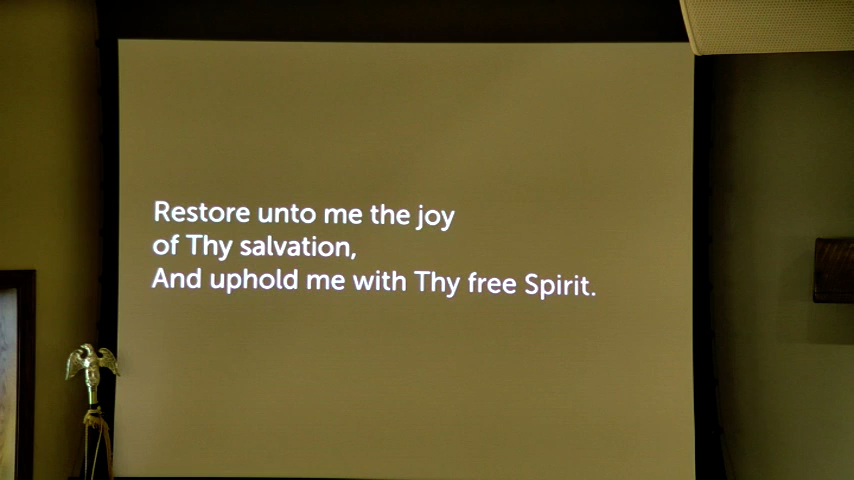 Restore unto me the joy
of Thy salvation,
And uphold me with Thy free Spirit.